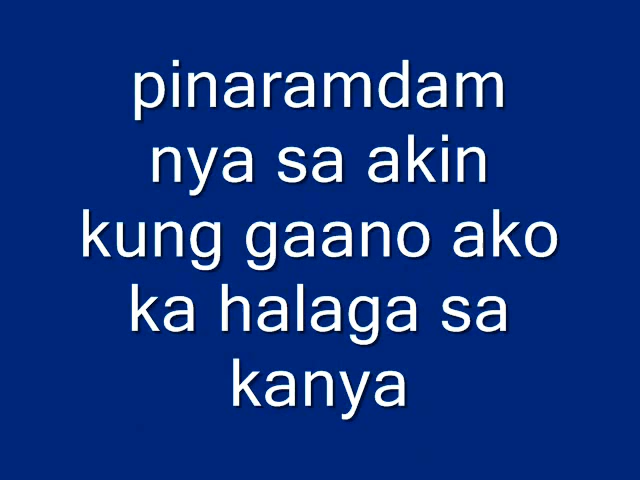 pinaramdam
nya sa akin
kung gaano ako
ka halaga sa
kanya